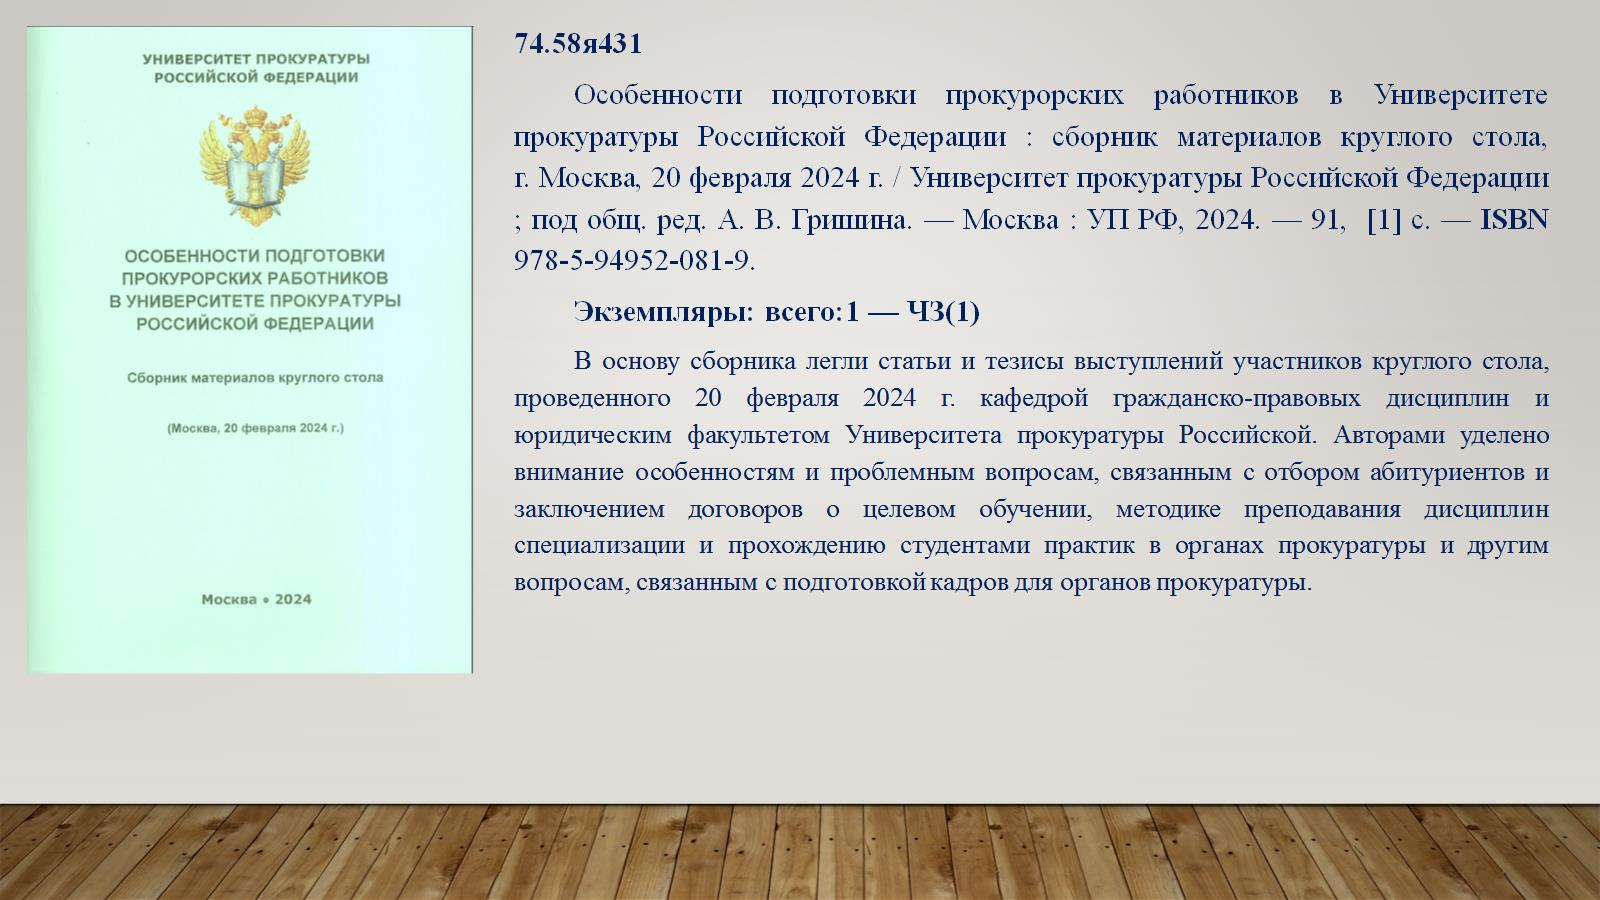 УНИВЕРСИТЕТ ПРОКУРАТУРЫ
РОССИЙСКОЙ ФЕДЕРАЦИИ
ОСОБЕННОСТИ ПОДГОТОВКИ
ПРОКУРОРСКИХ РАБОТНИКОВ
В УНИВЕРСИТЕТЕ ПРОКУРАТУРЫ
РОССИЙСКОЙ ФЕДЕРАЦИИ
Сборник материалов круглого стола
(Москва, 20 февраля 2024 г.)
Москва • 2024
74.58я431
Особенности подготовки прокурорских работников в Университете
прокуратуры Российской Федерации : сборник материалов круглого стола,
г. Москва, 20 февраля 2024 г. / Университет прокуратуры Российской Федерации
; под общ. ред. А. В. Гришина. — Москва : УП РФ, 2024. — 91, [1] с. — ISBN
978-5-94952-081-9.
Экземпляры: всего:1 — ЧЗ(1)
В основу сборника легли статьи и тезисы выступлений участников круглого стола,
проведенного 20 февраля 2024 г. кафедрой гражданско-правовых дисциплин и
юридическим факультетом Университета прокуратуры Российской. Авторами уделено
внимание особенностям и проблемным вопросам, связанным с отбором абитуриентов и
заключением договоров о целевом обучении, методике преподавания дисциплин
специализации и прохождению студентами практик в органах прокуратуры и другим
вопросам, связанным с подготовкой кадров для органов прокуратуры.